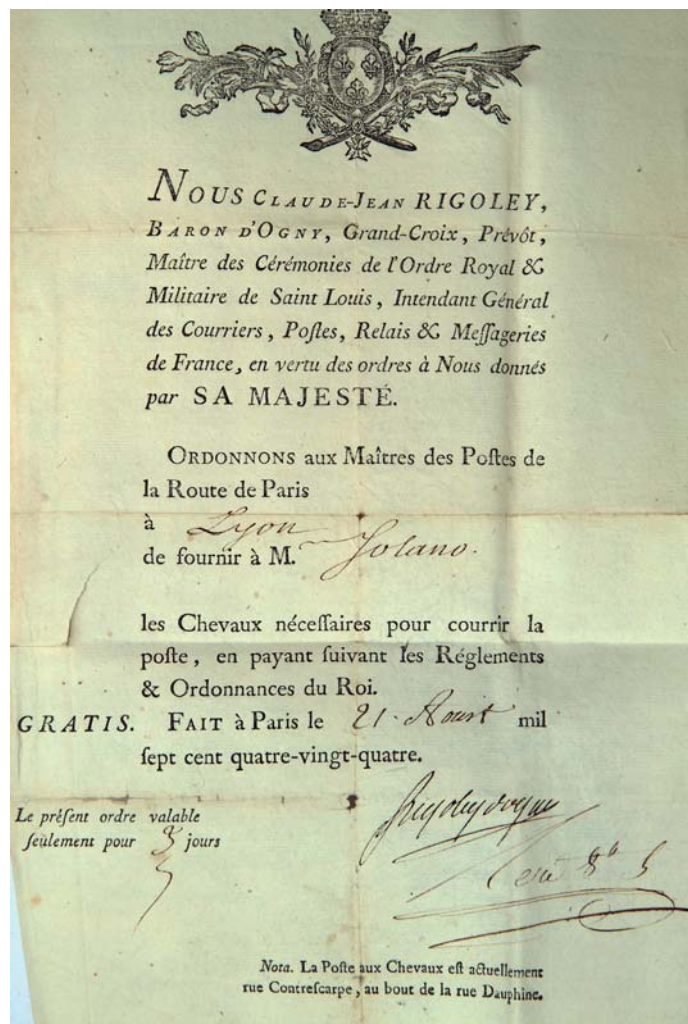 NOUS CLAUDE-JEAN RIGOLEY,
BARON D'OGNY, Grand-Croix, Prévôt,
Maître des Cérémonies de l'Ordre Royal &
Militaire de Saint Louis, Intendant Général
des Courriers, Poſtes, Relais & Meſſageries
de France, en vertu des ordres à Nous donnés
par SA MAJESTÉ.
ORDONNONS aux Maîtres des Poſtes de
la Route de Paris
à Lyon
de fournir à M. Solano.
les Chevaux néceſſaires pour courrir la
poſte, en payant ſuivant les Réglements
& Ordonnances du Roi.
GRATIS. FAIT à Paris le 21. Aoust mil
ſept cent quatre-vingt-quatre.
Le préſent ordre valable
ſeulement pour 3 jours
Rigoley d'ogny
Nota. La Poſte aux Chevaux eſt actuellement
rue Contreſcarpe, au bout de la rue Dauphine.